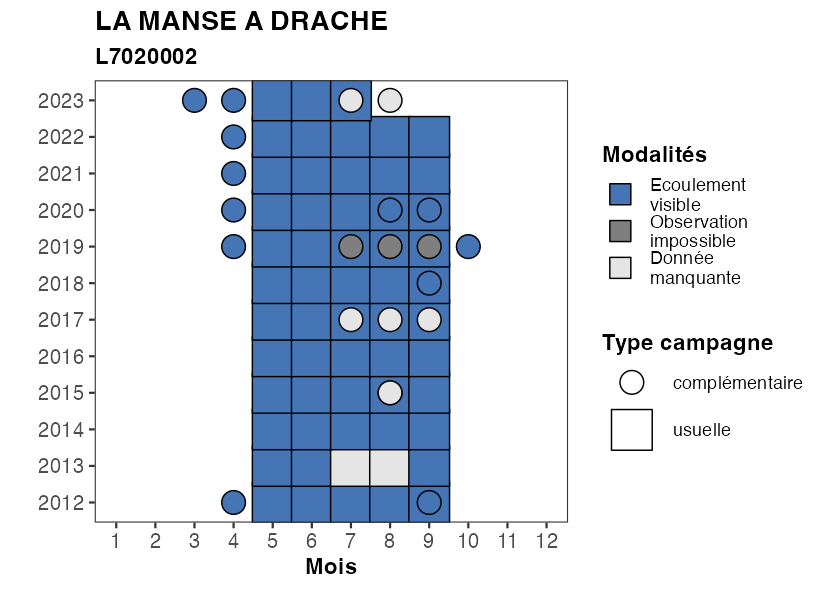 LA MANSE A DRACHE
L7020002
2023
2022
2021
2020
2019
2018
2017
2016
2015
2014
2013
2012
1 2 3 4 5 6 7 8 9 10 11 12
Mois
Modalités
Ecoulement
visible
Observation
impossible
Donnée
manquante
Type campagne
complémentaire
usuelle